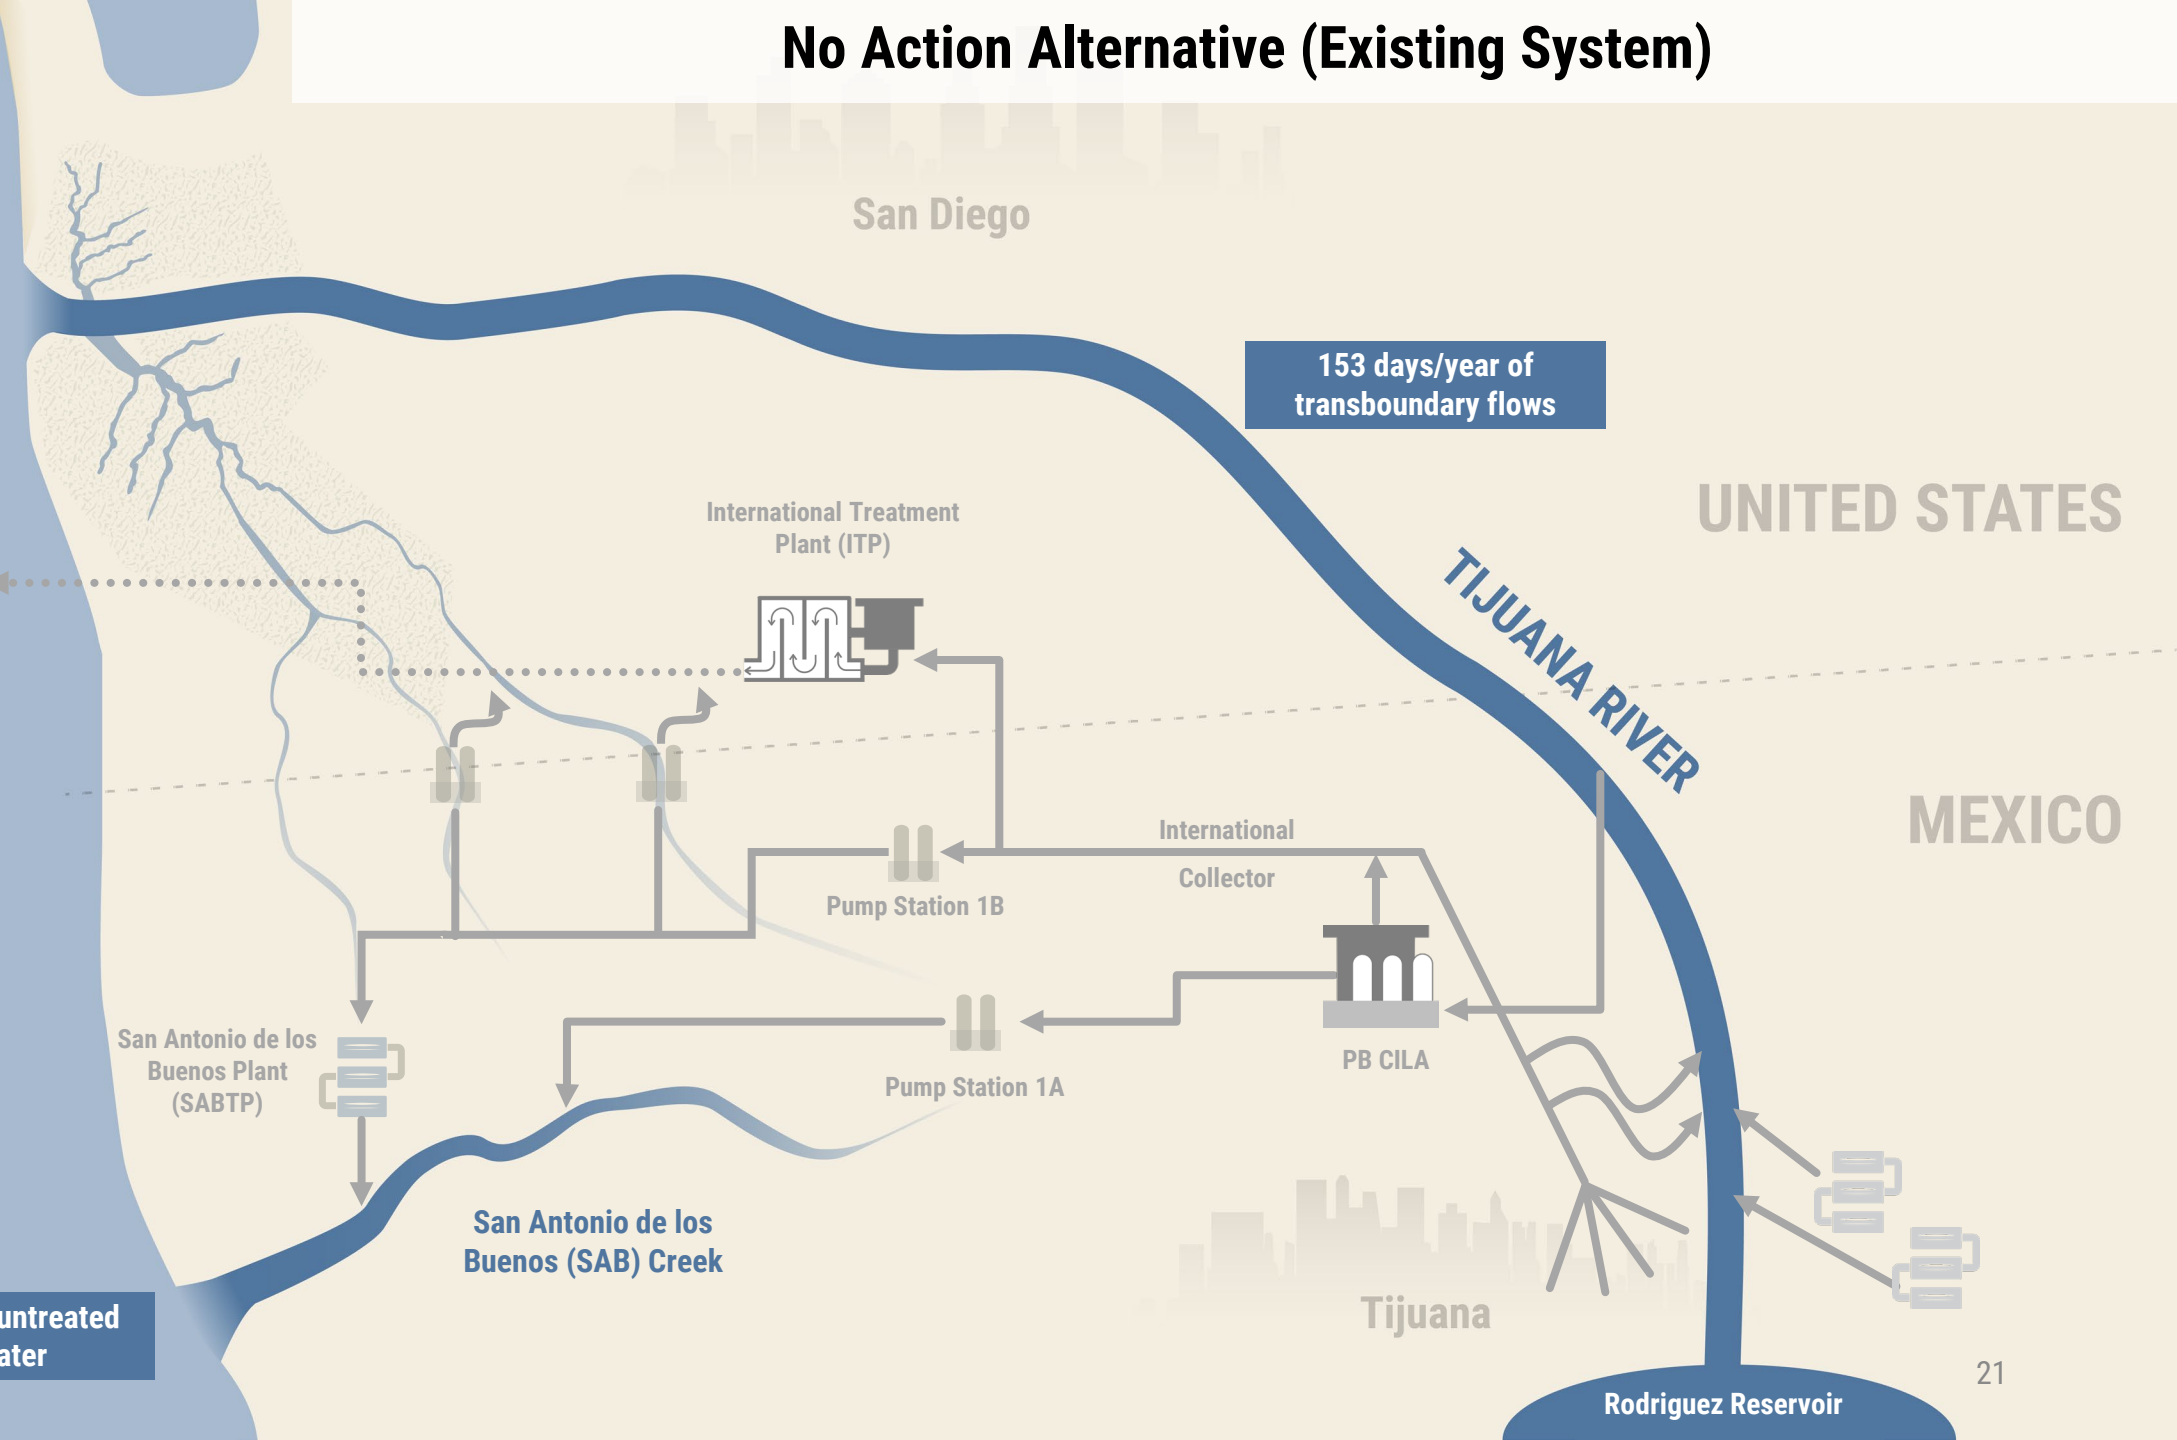 No Action Alternative (Existing System)
San Diego
153 days/year of
transboundary flows
UNITED STATES
International Treatment
Plant (ITP)
TIJUANA RIVER
MEXICO
International
Collector
Pump Station 1B
San Antonio de los
Buenos Plant
(SABTP)
PB CILA
Pump Station 1A
San Antonio de los
Buenos (SAB) Creek
untreated
ater
Tijuana
21
Rodriguez Reservoir